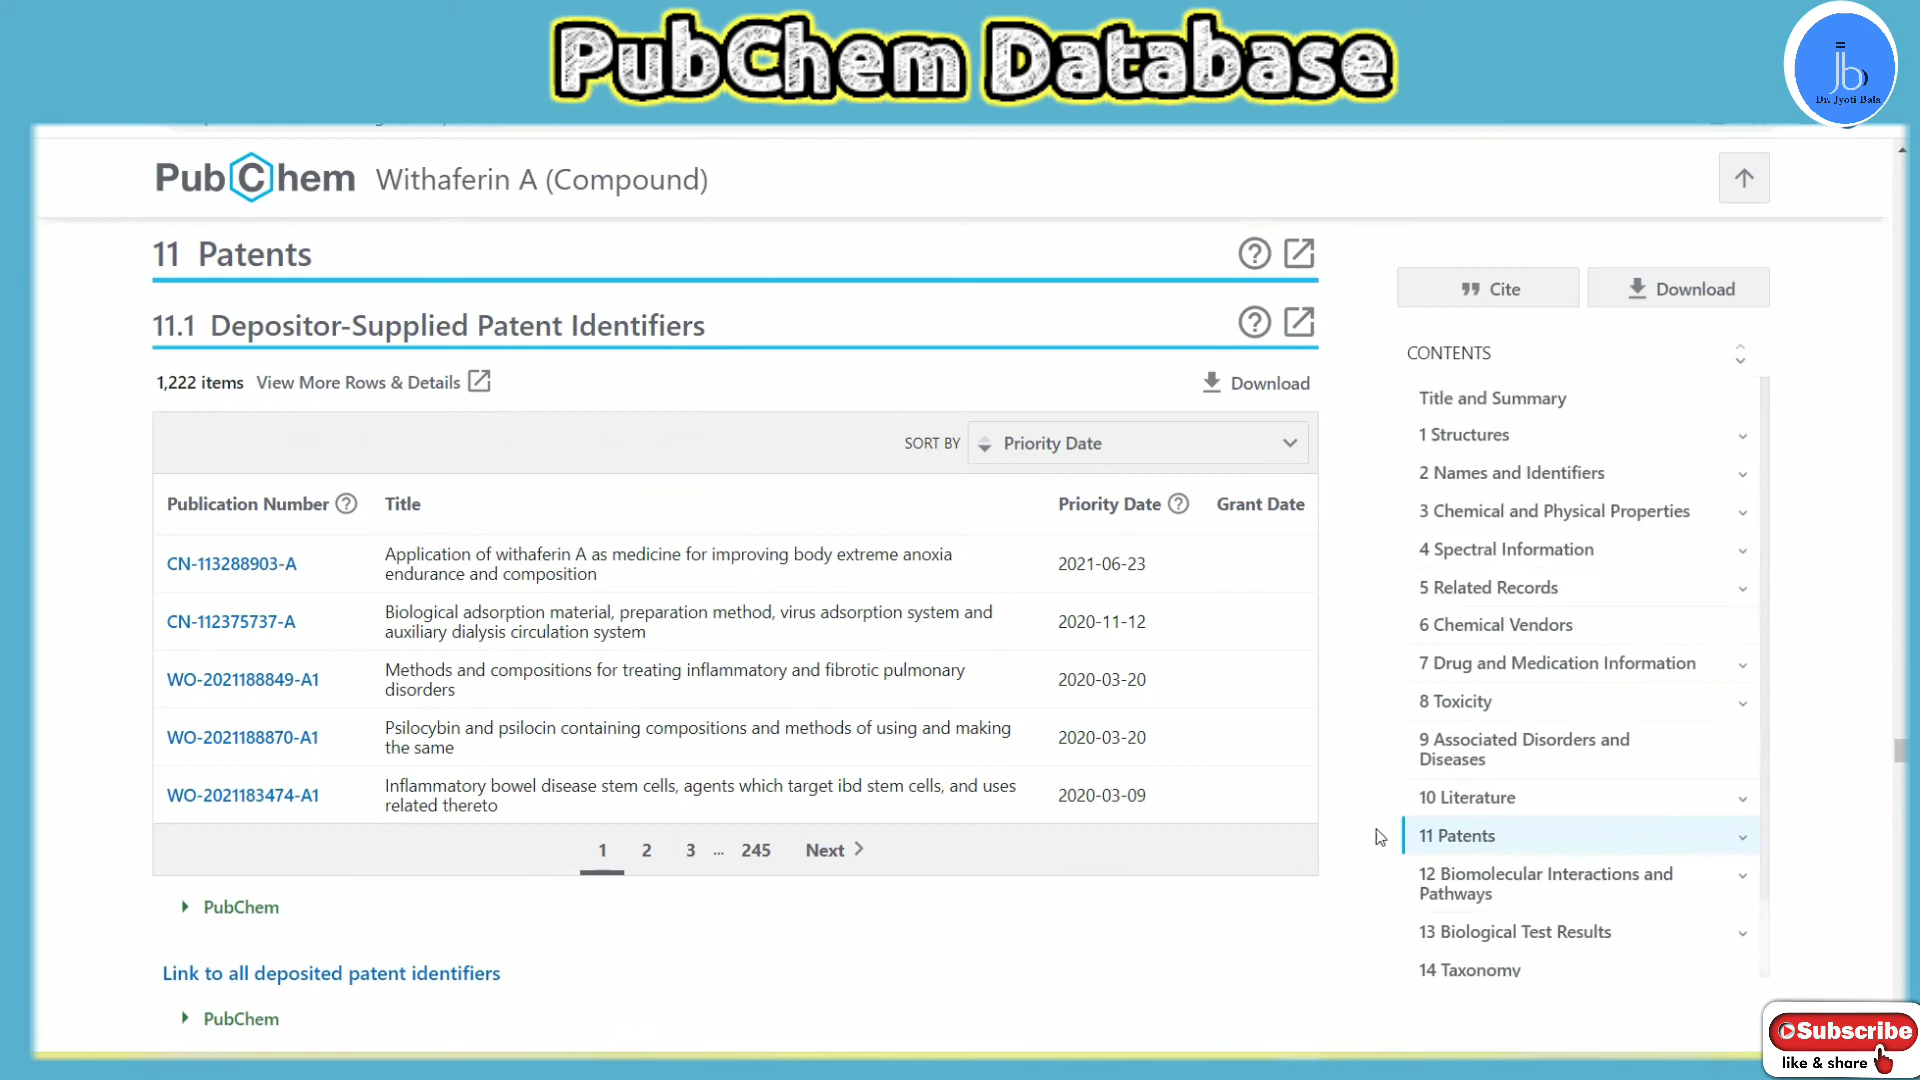 PubChem Database
Dr. Jyoti Bala
PubChem Withaferin A (Compound)
11 Patents
11.1 Depositor-Supplied Patent Identifiers
1,222 items View More Rows & Details
Download
SORT BY Priority Date
Publication Number Title Priority Date Grant Date
CN-113288903-A Application of withaferin A as medicine for improving body extreme anoxia
endurance and composition 2021-06-23
CN-112375737-A Biological adsorption material, preparation method, virus adsorption system and
auxiliary dialysis circulation system 2020-11-12
WO-2021188849-A1 Methods and compositions for treating inflammatory and fibrotic pulmonary
disorders 2020-03-20
WO-2021188870-A1 Psilocybin and psilocin containing compositions and methods of using and making
the same 2020-03-20
WO-2021183474-A1 Inflammatory bowel disease stem cells, agents which target ibd stem cells, and uses
related thereto 2020-03-09
1 2 3 ... 245 Next
PubChem
Link to all deposited patent identifiers
PubChem
Cite Download
CONTENTS
Title and Summary
1 Structures
2 Names and Identifiers
3 Chemical and Physical Properties
4 Spectral Information
5 Related Records
6 Chemical Vendors
7 Drug and Medication Information
8 Toxicity
9 Associated Disorders and
Diseases
10 Literature
11 Patents
12 Biomolecular Interactions and
Pathways
13 Biological Test Results
14 Taxonomy
Subscribe
like & share